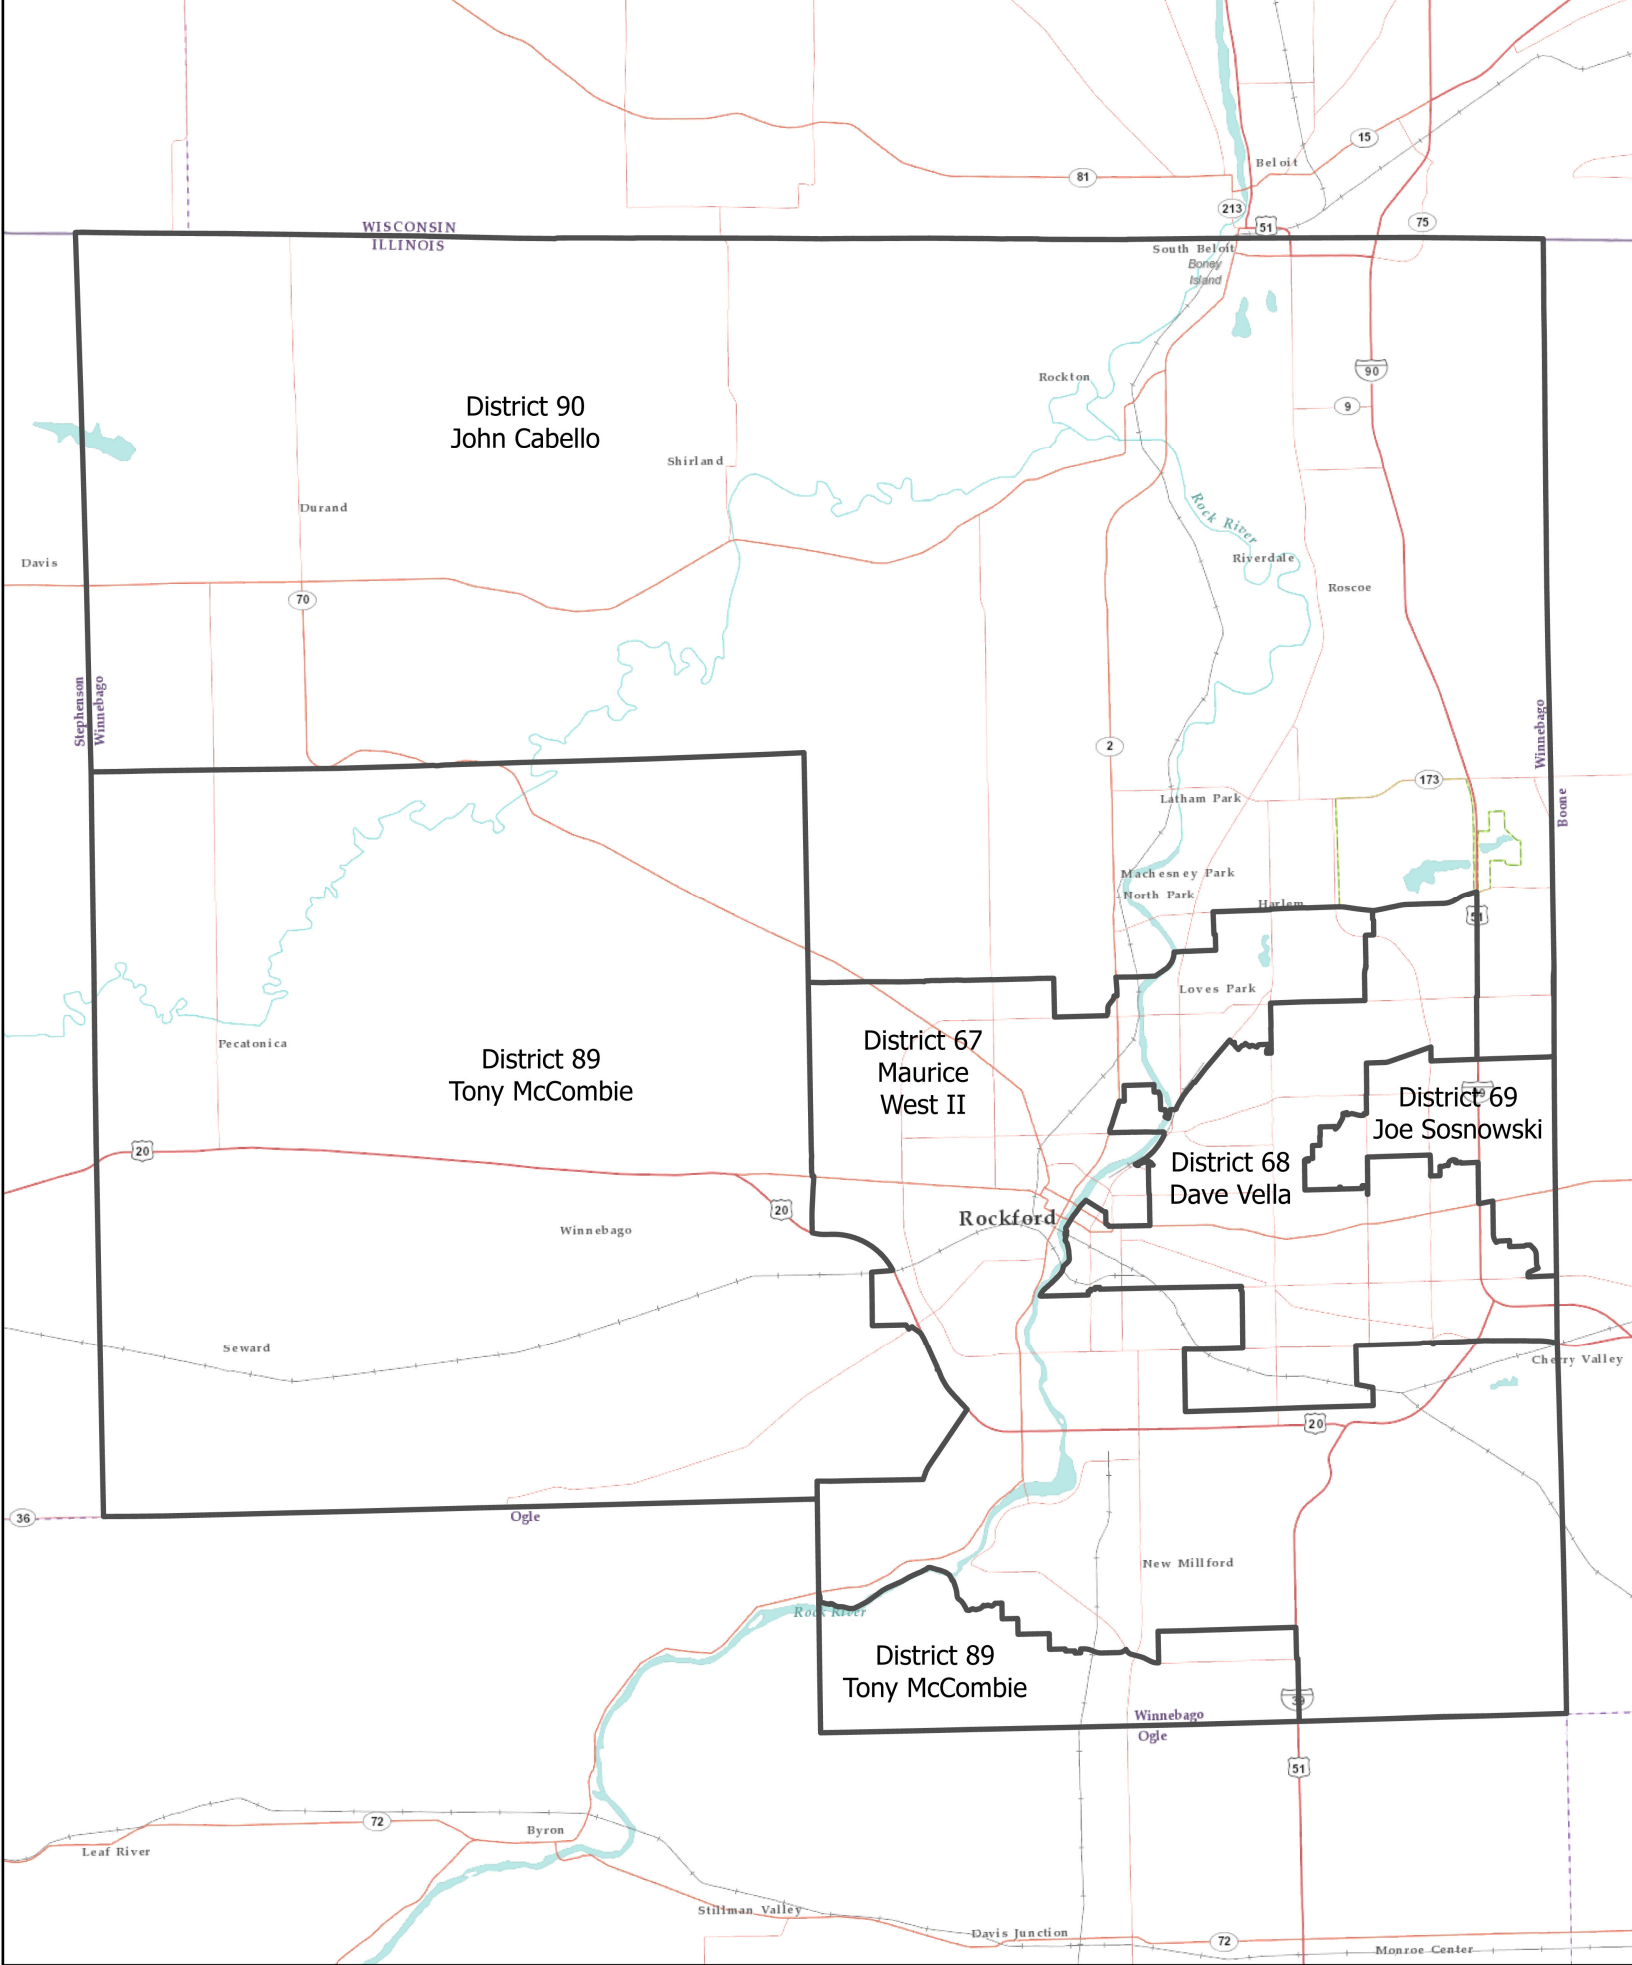 15
Beloit
81
213
75
51
WISCONSIN
ILLINOIS
South Beloit
Boney
Island
90
Rockton
9
District 90
John Cabello
Shirland
Rock River
Durand
Riverdale
Davis
Roscoe
70
Stephenson
Winnebago
Winnebago
Boone
2
173
Latham Park
Machesney Park
North Park
Harlem
51
Loves Park
District 67
Maurice
West II
Pecatonica
District 89
Tony McCombie
District 69
Joe Sosnowski
20
District 68
Dave Vella
20
Rockford
Winnebago
Seward
Cherry Valley
20
36
Ogle
New Millford
Rock River
District 89
Tony McCombie
39
Winnebago
Ogle
51
72
Byron
Leaf River
Stillman Valley
Davis Junction
72
Monroe Center